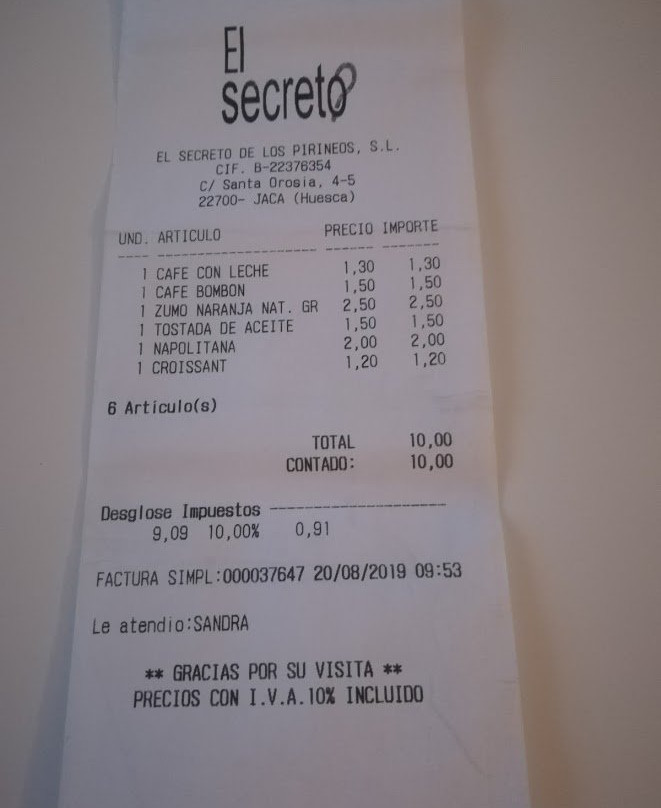 El
secreto
EL SECRETO DE LOS PIRINEOS, S.L.
CIF. B-22376354
C/ Santa Orosia, 4-5
22700- JACA (Huesca)
UND. ARTICULO PRECIO IMPORTE
---- -------------------- ------ -------
1 CAFE CON LECHE 1,30 1,30
1 CAFE BOMBON 1,50 1,50
1 ZUMO NARANJA NAT. GR 2,50 2,50
1 TOSTADA DE ACEITE 1,50 1,50
1 NAPOLITANA 2,00 2,00
1 CROISSANT 1,20 1,20
6 Artículo(s)
TOTAL 10,00
CONTADO: 10,00
Desglose Impuestos --------------------
9,09 10,00% 0,91
FACTURA SIMPL:000037647 20/08/2019 09:53
Le atendio:SANDRA
** GRACIAS POR SU VISITA **
PRECIOS CON I.V.A.10% INCLUIDO